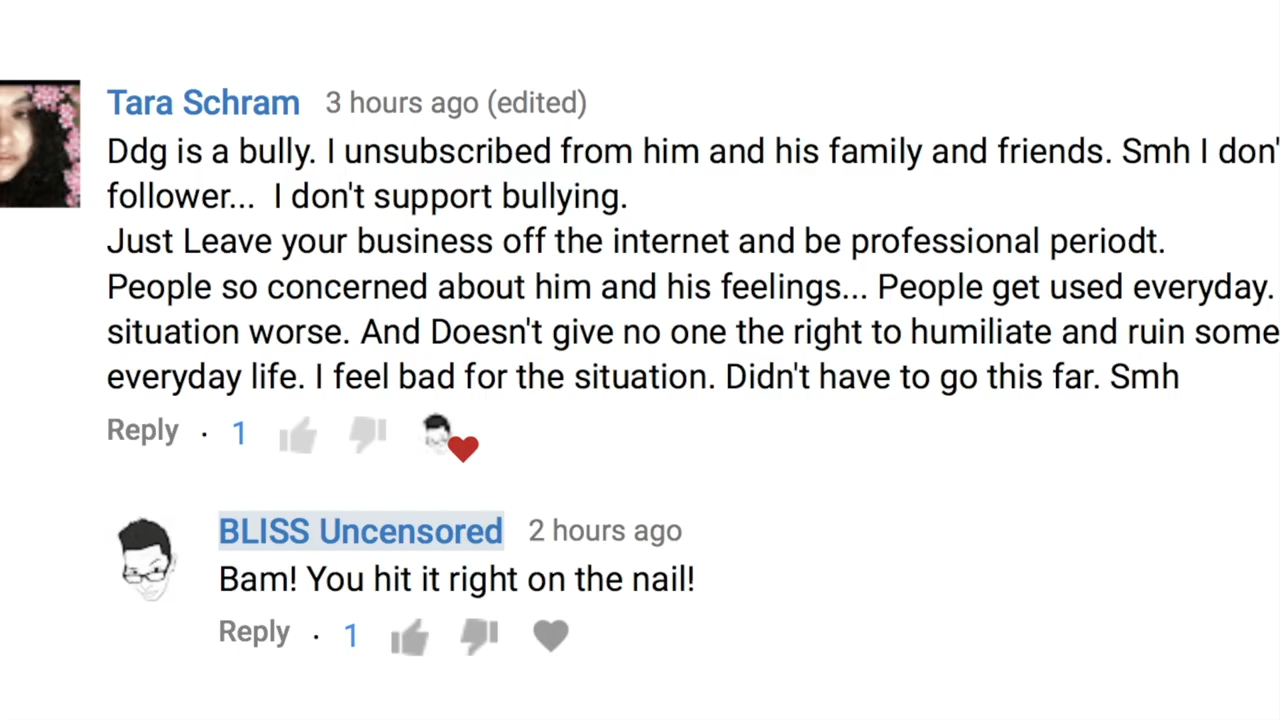 Tara Schram 3 hours ago (edited)
Ddg is a bully. I unsubscribed from him and his family and friends. Smh I don'
follower... I don't support bullying.
Just Leave your business off the internet and be professional periodt.
People so concerned about him and his feelings... People get used everyday.
situation worse. And Doesn't give no one the right to humiliate and ruin some
everyday life. I feel bad for the situation. Didn't have to go this far. Smh
Reply · 1
BLISS Uncensored 2 hours ago
Bam! You hit it right on the nail!
Reply · 1